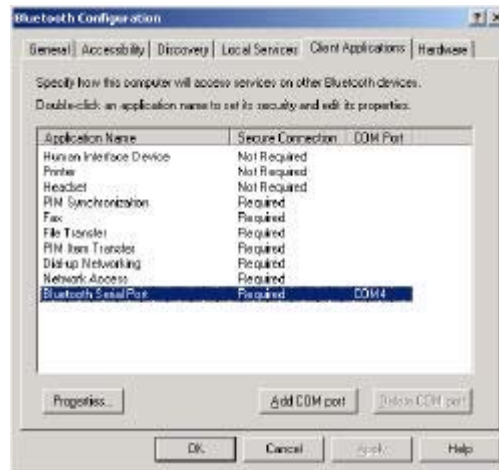 Bluetooth Configuration
General Accessibility Discovery Local Services Client Applications Hardware
Specify how this computer will access services on other Bluetooth devices.
Double-click an application name to set its security and edit its properties.
Application Name Secure Connection COM Port
Human Interface Device Not Required
Printer Not Required
Headset Not Required
PIM Synchronization Required
Fax Required
File Transfer Required
PIM Item Transfer Required
Dial-up Networking Required
Network Access Required
Bluetooth Serial Port Required COM4
Properties... Add COM port Delete COM port
OK Cancel Apply Help